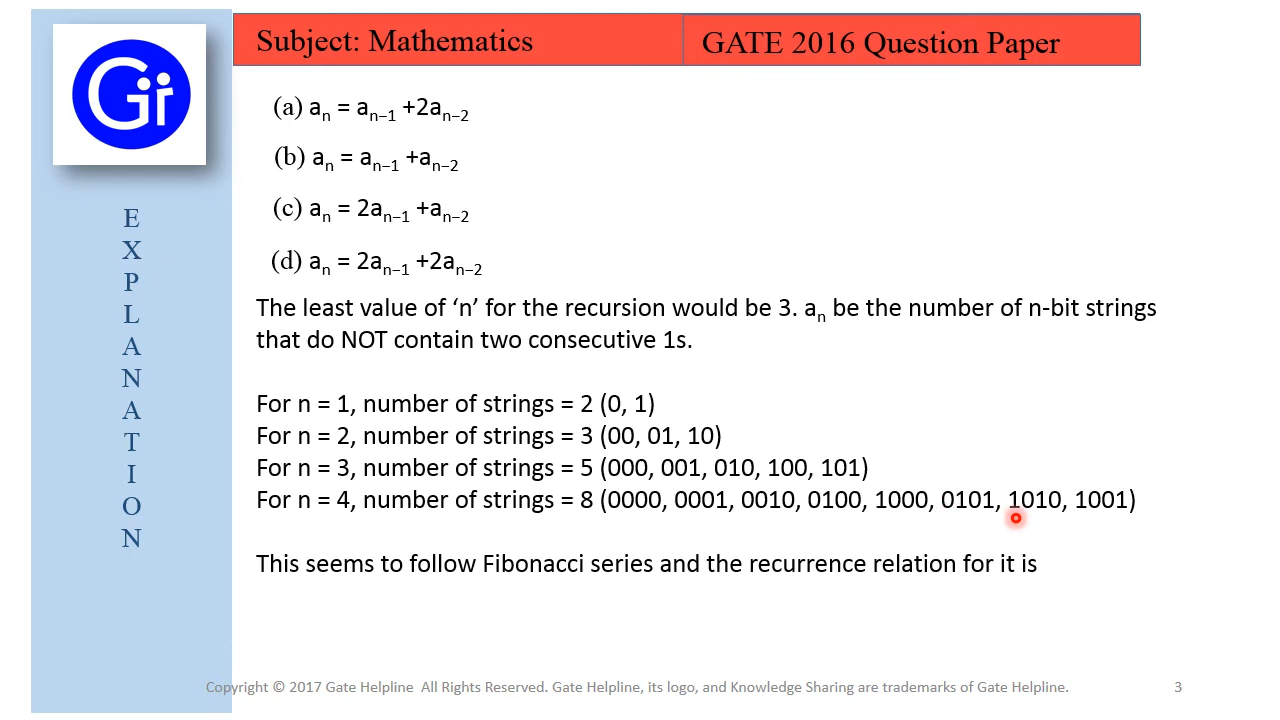 Gi
Subject: Mathematics
GATE 2016 Question Paper
E
X
P
L
A
N
A
T
I
O
N
(a) aₙ = aₙ₋₁ +2aₙ₋₂
(b) aₙ = aₙ₋₁ +aₙ₋₂
(c) aₙ = 2aₙ₋₁ +aₙ₋₂
(d) aₙ = 2aₙ₋₁ +2aₙ₋₂
The least value of ‘n’ for the recursion would be 3. aₙ be the number of n-bit strings
that do NOT contain two consecutive 1s.
For n = 1, number of strings = 2 (0, 1)
For n = 2, number of strings = 3 (00, 01, 10)
For n = 3, number of strings = 5 (000, 001, 010, 100, 101)
For n = 4, number of strings = 8 (0000, 0001, 0010, 0100, 1000, 0101, 1010, 1001)
This seems to follow Fibonacci series and the recurrence relation for it is
Copyright © 2017 Gate Helpline All Rights Reserved. Gate Helpline, its logo, and Knowledge Sharing are trademarks of Gate Helpline.
3